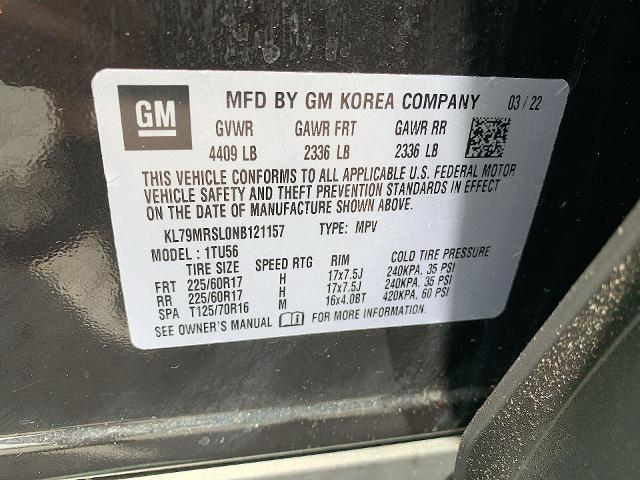 GM MFD BY GM KOREA COMPANY 03/22
GVWR GAWR FRT GAWR RR
4409 LB 2336 LB 2336 LB
THIS VEHICLE CONFORMS TO ALL APPLICABLE U.S. FEDERAL MOTOR
VEHICLE SAFETY AND THEFT PREVENTION STANDARDS IN EFFECT
ON THE DATE OF MANUFACTURE SHOWN ABOVE.
KL79MRSL0NB121157 TYPE: MPV
MODEL: 1TU56
TIRE SIZE SPEED RTG RIM COLD TIRE PRESSURE
FRT 225/60R17 H 17x7.5J 240KPA, 35 PSI
RR 225/60R17 H 17x7.5J 240KPA, 35 PSI
SPA T125/70R16 M 16x4.0BT 420KPA, 60 PSI
SEE OWNER'S MANUAL FOR MORE INFORMATION